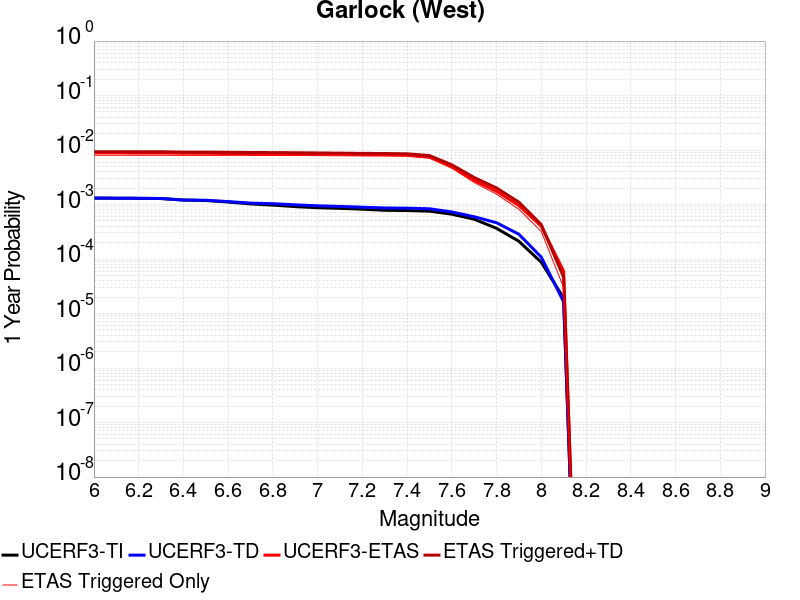 Garlock (West)
10^0
10^-1
10^-2
10^-3
10^-4
10^-5
10^-6
10^-7
10^-8
1 Year Probability
6 6.2 6.4 6.6 6.8 7 7.2 7.4 7.6 7.8 8 8.2 8.4 8.6 8.8 9
Magnitude
UCERF3-TI UCERF3-TD UCERF3-ETAS ETAS Triggered+TD
ETAS Triggered Only